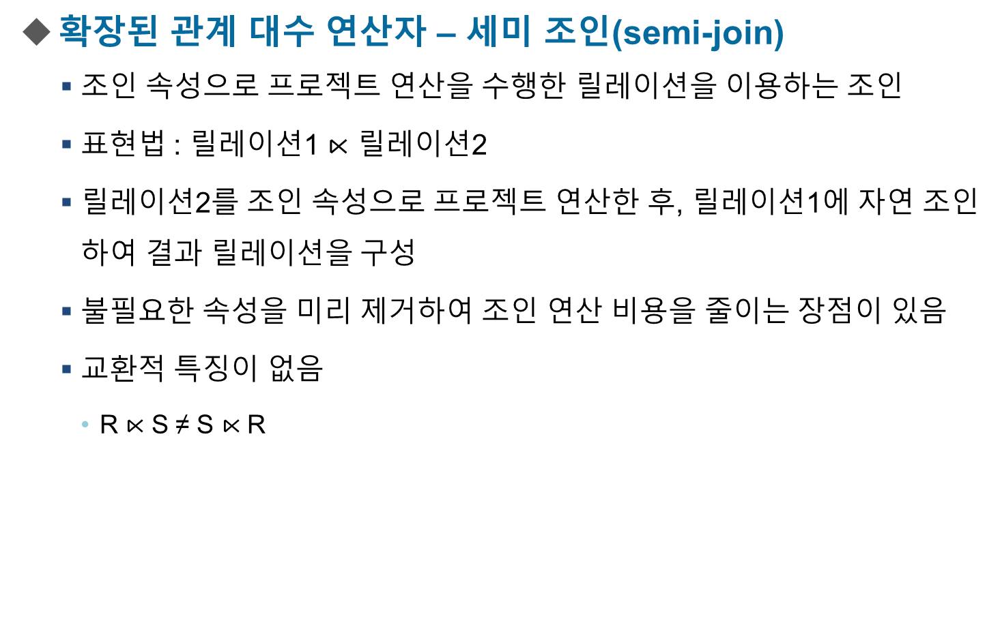 ◆ 확장된 관계 대수 연산자 – 세미 조인(semi-join)
▪ 조인 속성으로 프로젝트 연산을 수행한 릴레이션을 이용하는 조인
▪ 표현법 : 릴레이션1 ⋉ 릴레이션2
▪ 릴레이션2를 조인 속성으로 프로젝트 연산한 후, 릴레이션1에 자연 조인
하여 결과 릴레이션을 구성
▪ 불필요한 속성을 미리 제거하여 조인 연산 비용을 줄이는 장점이 있음
▪ 교환적 특징이 없음
• R ⋉ S ≠ S ⋉ R